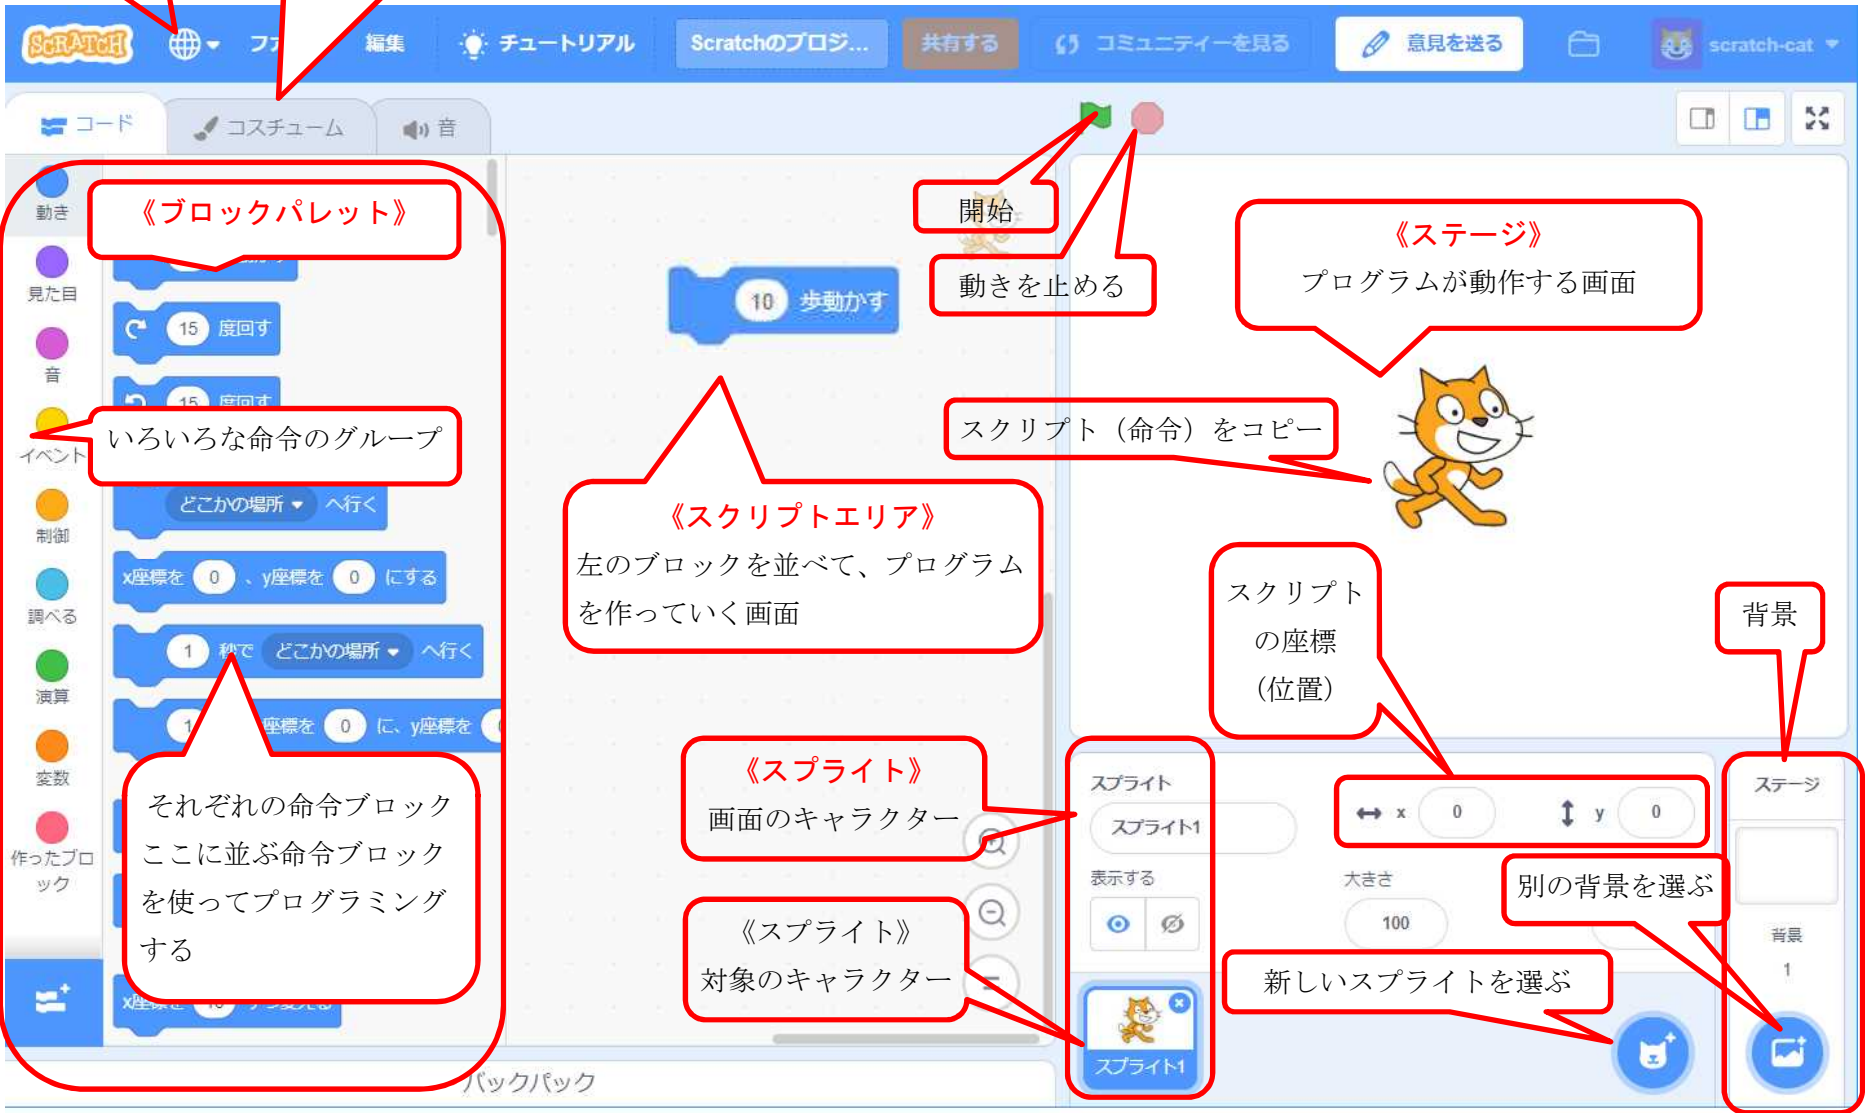 SCRATCH
編集
チュートリアル
Scratchのプロジ...
共有する
コミュニティーを見る
意見を送る
scratch-cat
コード
コスチューム
音
動き
見た目
音
イベント
制御
調べる
演算
変数
作ったブロ
ック
《ブロックパレット》
15 度回す
15 度回す
いろいろな命令のグループ
どこかの場所 へ行く
x座標を 0 、y座標を 0 にする
1 秒で どこかの場所 へ行く
1 座標を 0 に、y座標を
それぞれの命令ブロック
ここに並ぶ命令ブロック
を使ってプログラミング
する
10 歩動かす
《スクリプトエリア》
左のブロックを並べて、プログラム
を作っていく画面
開始
動きを止める
《ステージ》
プログラムが動作する画面
スクリプト（命令）をコピー
スクリプト
の座標
（位置）
背景
《スプライト》
画面のキャラクター
《スプライト》
対象のキャラクター
スプライト
スプライト1
x 0
y 0
表示する
大きさ
100
別の背景を選ぶ
新しいスプライトを選ぶ
スプライト1
ステージ
背景
1
バックパック